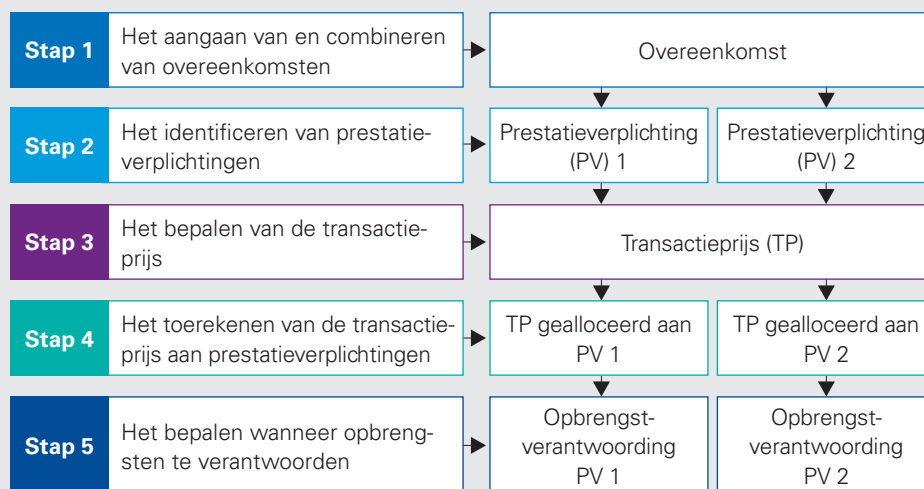 Stap 1
Het aangaan van en combineren
van overeenkomsten
Overeenkomst
Stap 2
Het identificeren van prestatie-
verplichtingen
Prestatieverplichting
(PV) 1
Prestatieverplichting
(PV) 2
Stap 3
Het bepalen van de transactie-
prijs
Transactieprijs (TP)
Stap 4
Het toerekenen van de transactie-
prijs aan prestatieverplichtingen
TP gealloceerd aan
PV 1
TP gealloceerd aan
PV 2
Stap 5
Het bepalen wanneer opbreng-
sten te verantwoorden
Opbrengst-
verantwoording
PV 1
Opbrengst-
verantwoording
PV 2